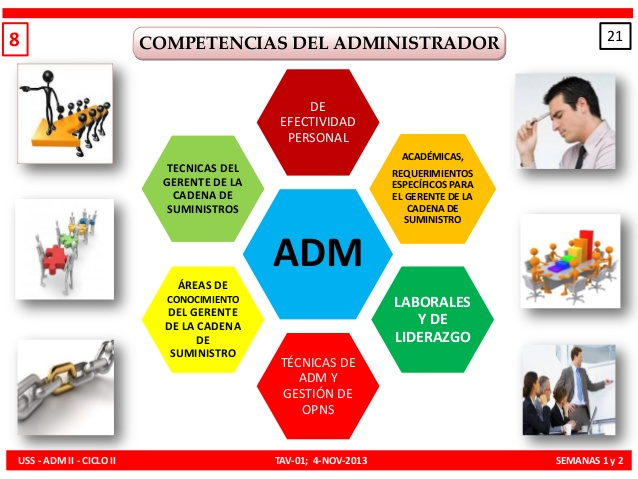 8
COMPETENCIAS DEL ADMINISTRADOR
21
DE
EFECTIVIDAD
PERSONAL
TECNICAS DEL
GERENTE DE LA
CADENA DE
SUMINISTROS
ACADÉMICAS,
REQUERIMIENTOS
ESPECÍFICOS PARA
EL GERENTE DE LA
CADENA DE
SUMINISTRO
ADM
ÁREAS DE
CONOCIMIENTO
DEL GERENTE
DE LA CADENA
DE
SUMINISTRO
LABORALES
Y DE
LIDERAZGO
TÉCNICAS DE
ADM Y
GESTIÓN DE
OPNS
USS - ADM II - CICLO II
TAV-01; 4-NOV-2013
SEMANAS 1 y 2